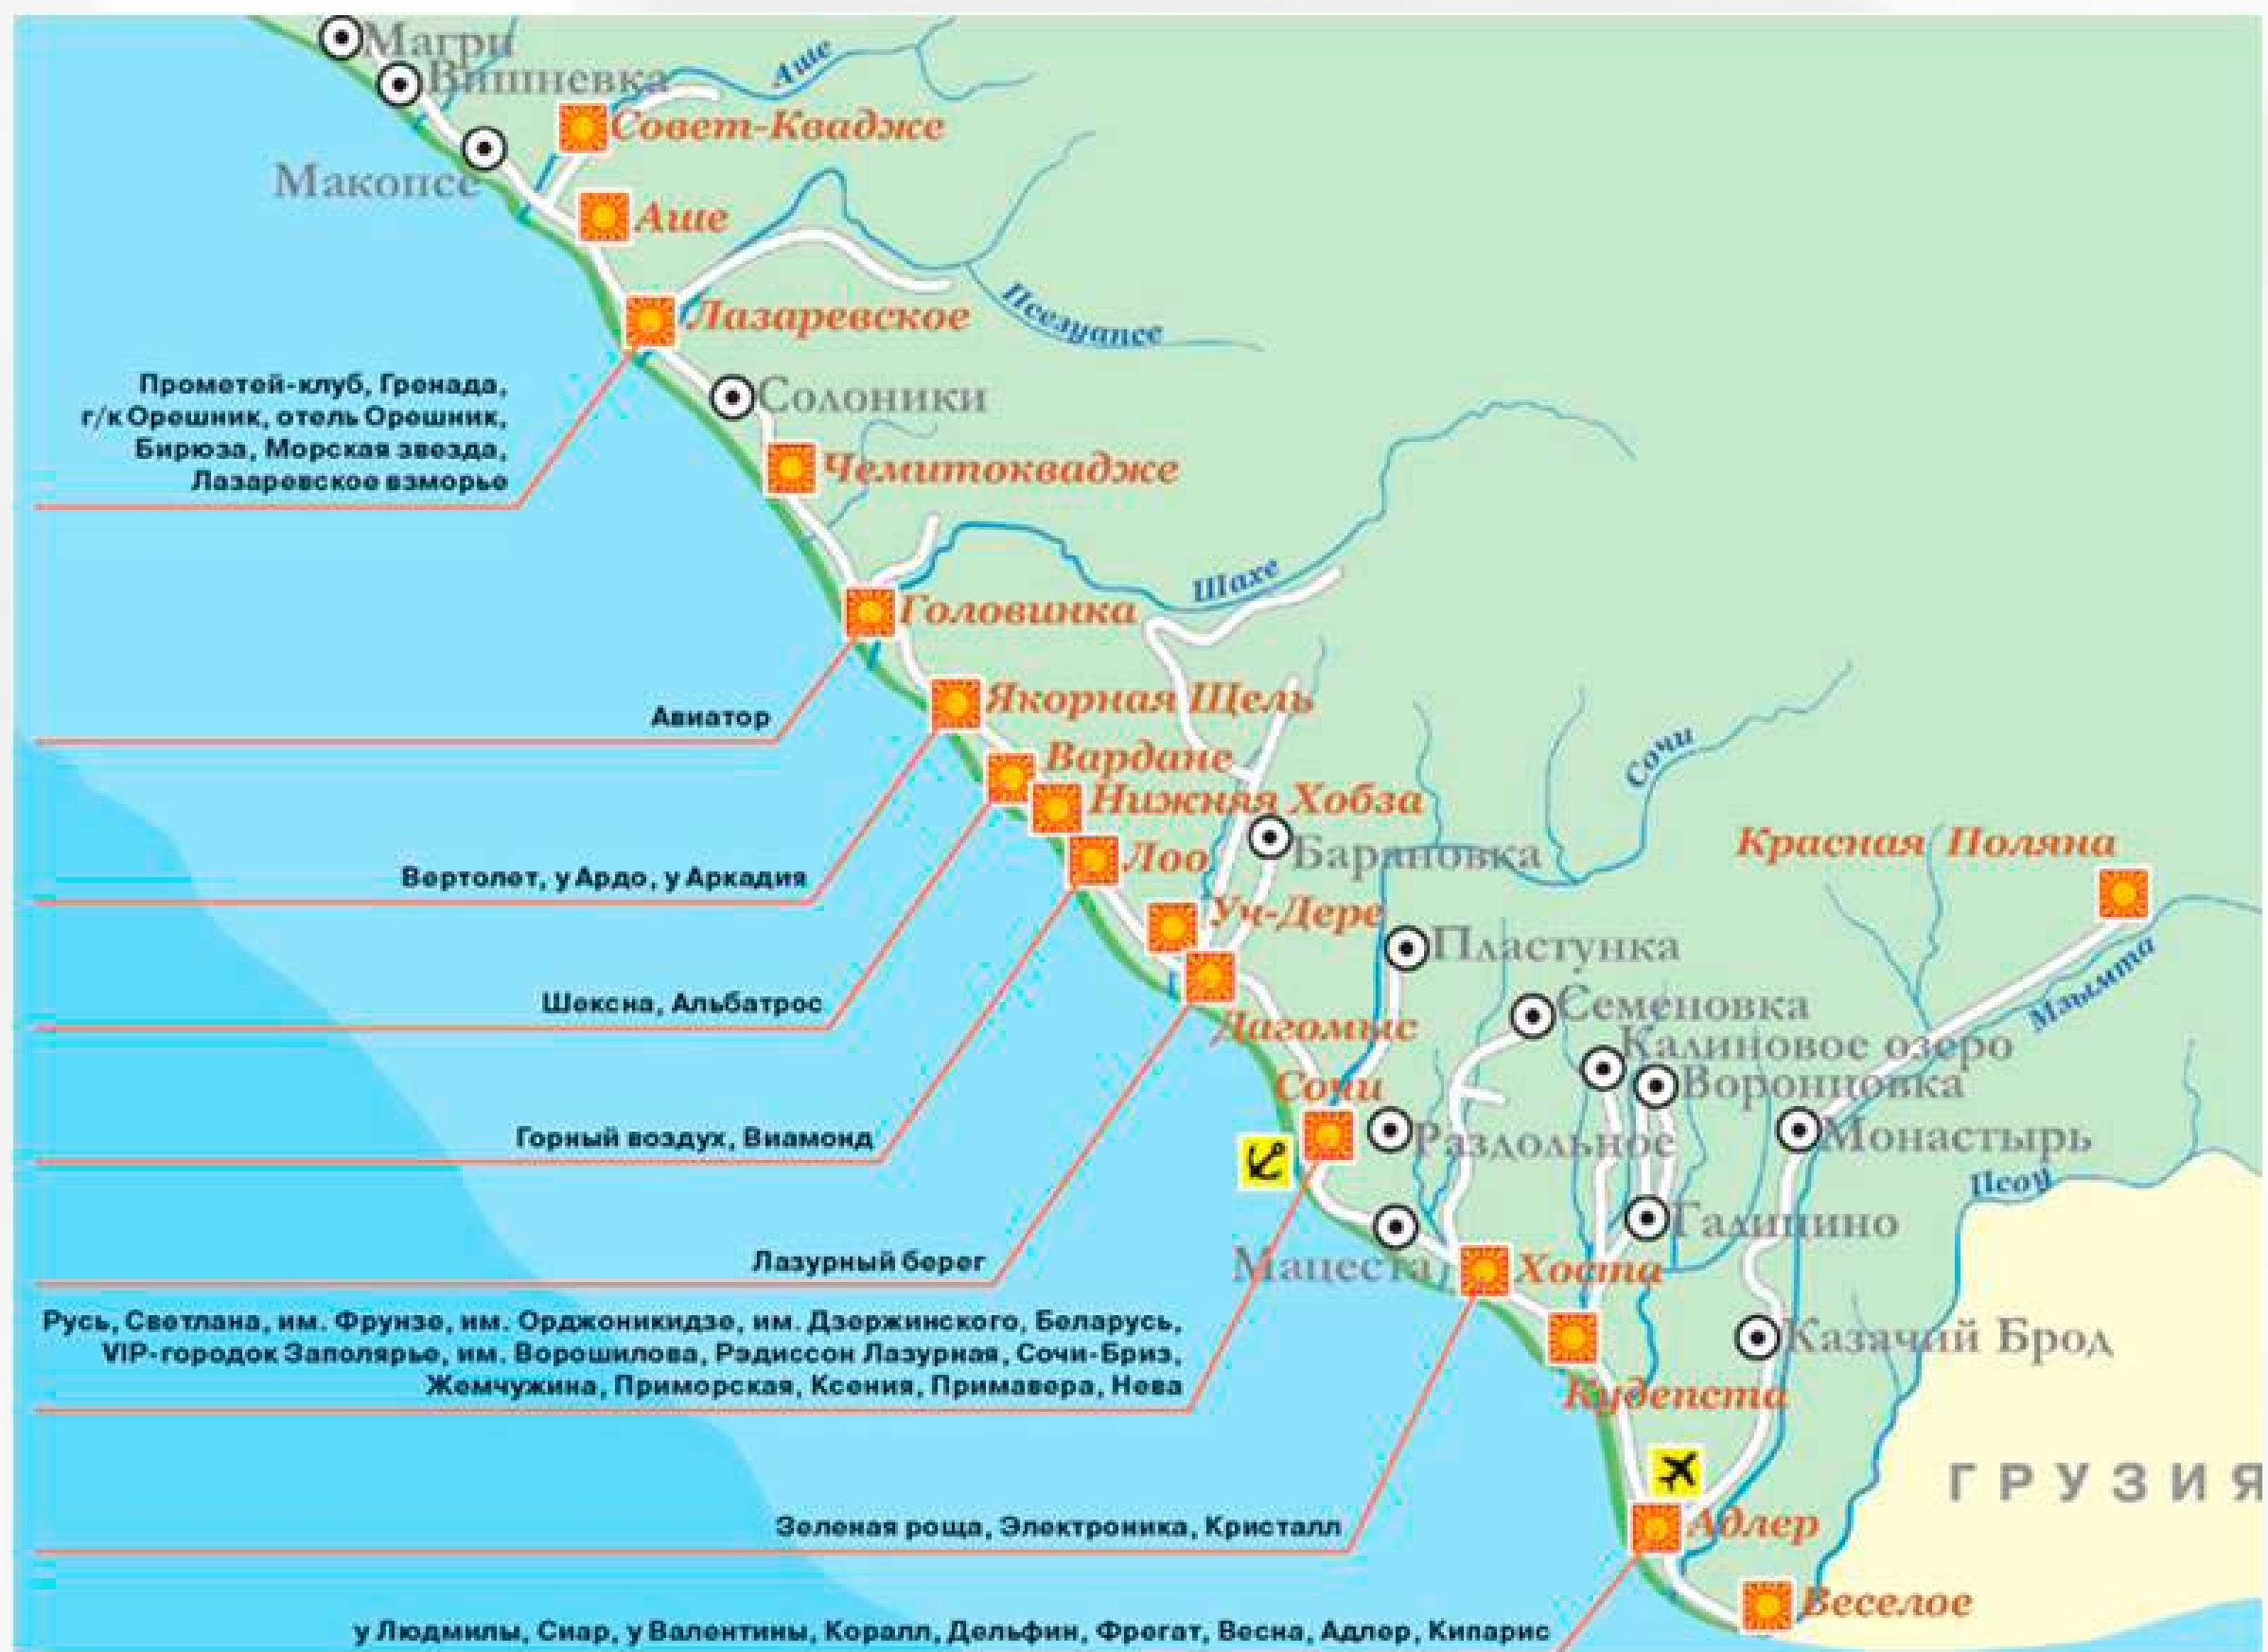 Магри
Вишневка
Аше
Совет-Квадже
Макопсе
Аше
Лазаревское
Псезуапсе
Прометей-клуб, Гренада,
г/к Орешник, отель Орешник,
Бирюза, Морская звезда,
Лазаревское взморье
Солоники
Чемитоквадже
Шахе
Головинка
Якорная Щель
Авиатор
Вардане
Сочи
Нижняя Хобза
Красная Поляна
Лоо
Барановка
Вертолет, у Ардо, у Аркадия
Уч-Дере
Пластунка
Мзымта
Шексна, Альбатрос
Семеновка
Дагомыс
Калиновое озеро
Сочи
Воронцовка
Горный воздух, Виамонд
Раздольное
Монастырь
Псоу
Галицино
Лазурный берег
Мацеста
Хоста
Русь, Светлана, им. Фрунзе, им. Орджоникидзе, им. Дзержинского, Беларусь,
VIP-городок Заполярье, им. Ворошилова, Рэдиссон Лазурная, Сочи-Бриз,
Жемчужина, Приморская, Ксения, Примавера, Нева
Казачий Брод
Кудепста
ГРУЗИЯ
Зеленая роща, Электроника, Кристалл
Адлер
Веселое
у Людмилы, Сиар, у Валентины, Коралл, Дельфин, Фрегат, Весна, Адлер, Кипарис